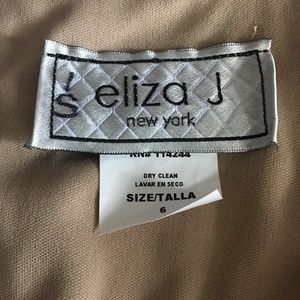 's eliza J
new york
RN# 114244
DRY CLEAN
LAVAR EN SECO
SIZE/TALLA
6